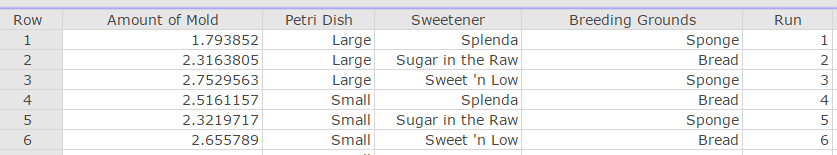 Row Amount of Mold Petri Dish Sweetener Breeding Grounds Run
1 1.793852 Large Splenda Sponge 1
2 2.3163805 Large Sugar in the Raw Bread 2
3 2.7529563 Large Sweet 'n Low Sponge 3
4 2.5161157 Small Splenda Bread 4
5 2.3219717 Small Sugar in the Raw Sponge 5
6 2.655789 Small Sweet 'n Low Bread 6